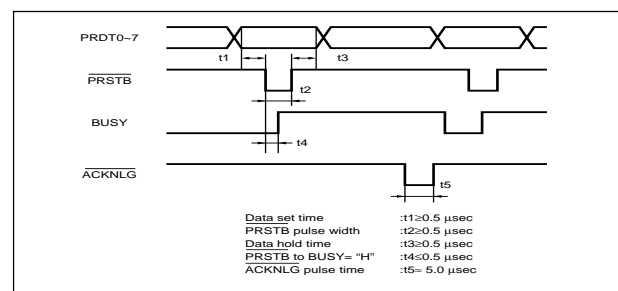 PRDT0~7
t1
t3
PRSTB
t2
BUSY
t4
ACKNLG
t5
Data set time :t1≥0.5 μsec
PRSTB pulse width :t2≥0.5 μsec
Data hold time :t3≥0.5 μsec
PRSTB to BUSY= “H” :t4≤0.5 μsec
ACKNLG pulse time :t5≈ 5.0 μsec